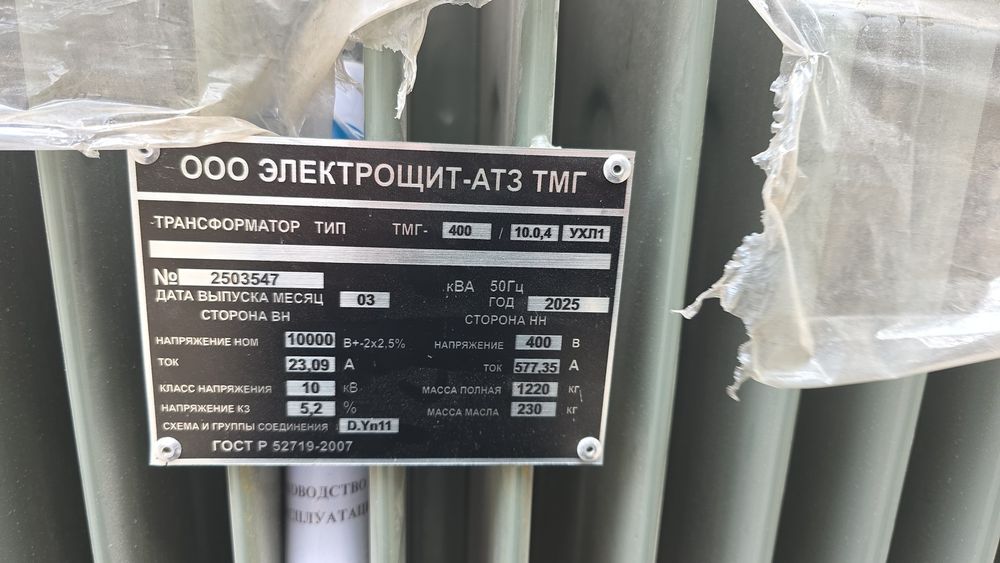 ООО ЭЛЕКТРОЩИТ-АТЗ ТМГ
ТРАНСФОРМАТОР ТИП ТМГ- 400 / 10.0,4 УХЛ1
№ 2503547 кВА 50Гц
ДАТА ВЫПУСКА МЕСЯЦ 03 ГОД 2025
СТОРОНА ВН СТОРОНА НН
НАПРЯЖЕНИЕ НОМ 10000 В+-2x2,5% НАПРЯЖЕНИЕ 400 В
ТОК 23,09 А ТОК 577,35 А
КЛАСС НАПРЯЖЕНИЯ 10 кВ МАССА ПОЛНАЯ 1220 кг
НАПРЯЖЕНИЕ КЗ 5,2 % МАССА МАСЛА 230 кг
СХЕМА И ГРУППЫ СОЕДИНЕНИЯ D.Yn11
ГОСТ Р 52719-2007